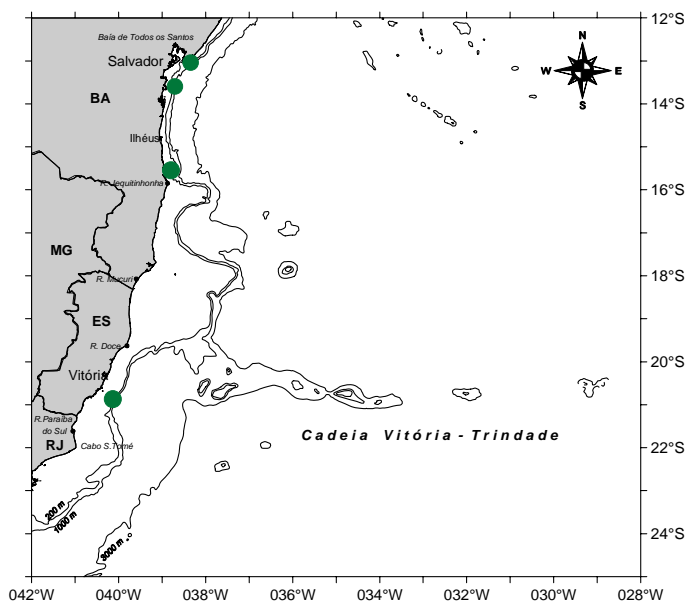 12°S
Baía de Todos os Santos
N
Salvador
W E
BA
S
14°S
Ilhéus
R. Jequitinhonha
16°S
MG
18°S
R. Mucuri
ES
R. Doce
20°S
Vitória
R.Paraíba
do Sul
RJ
Cabo S.Tomé
Cadeia Vitória - Trindade
22°S
200 m
1000 m
3000 m
24°S
042°W 040°W 038°W 036°W 034°W 032°W 030°W 028°W